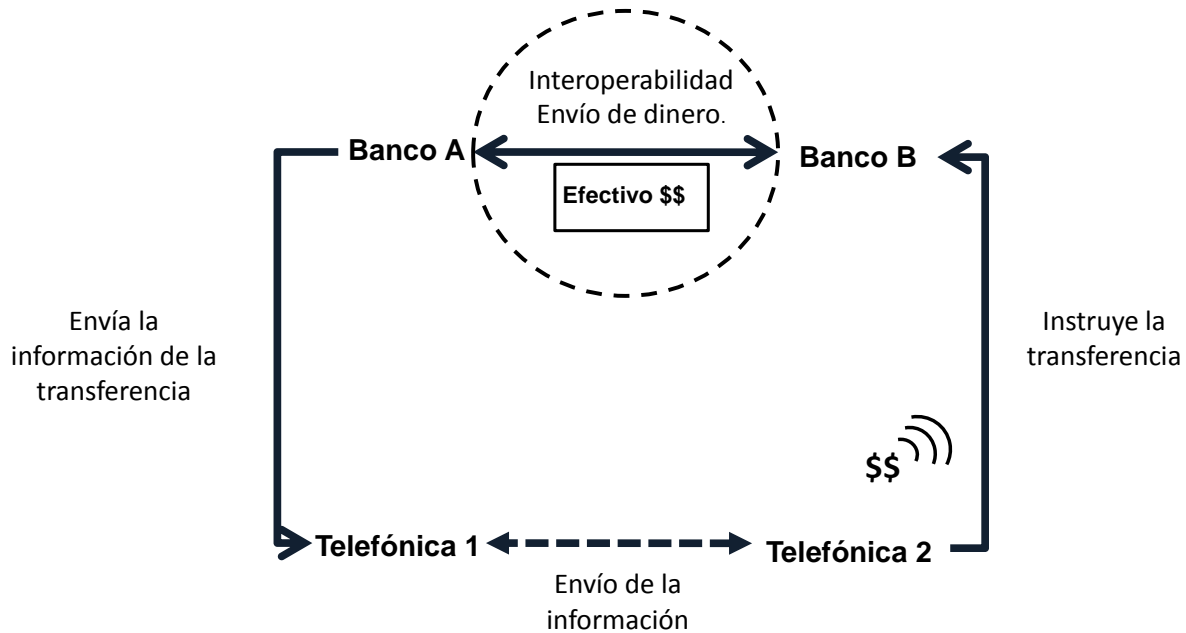 Interoperabilidad
Envío de dinero.
Banco A
Banco B
Efectivo $$
Envía la
información de la
transferencia
Instruye la
transferencia
$$
Telefónica 1
Telefónica 2
Envío de la
información